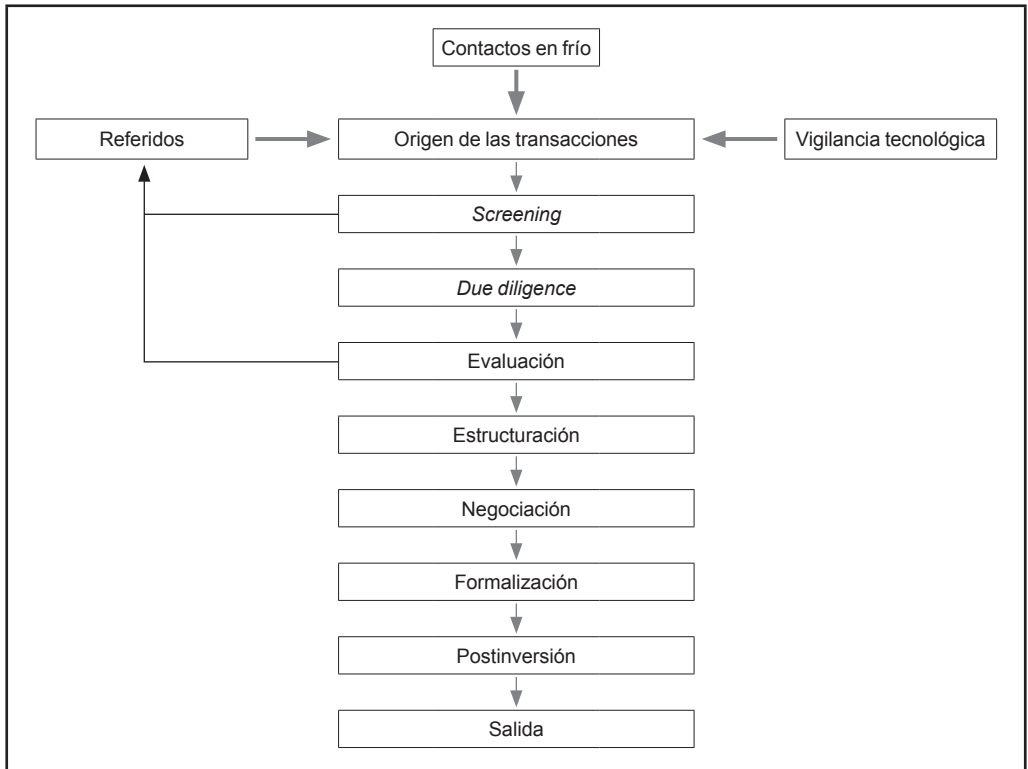 Contactos en frío
Referidos
Origen de las transacciones
Vigilancia tecnológica
Screening
Due diligence
Evaluación
Estructuración
Negociación
Formalización
Postinversión
Salida